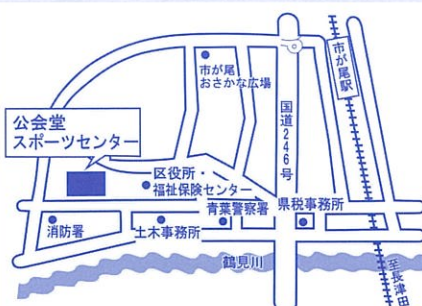 市が尾
おさかな広場
市が尾駅
国道246号
公会堂
スポーツセンター
区役所・
福祉保険センター
青葉警察署
県税事務所
消防署
土木事務所
鶴見川
至長津田